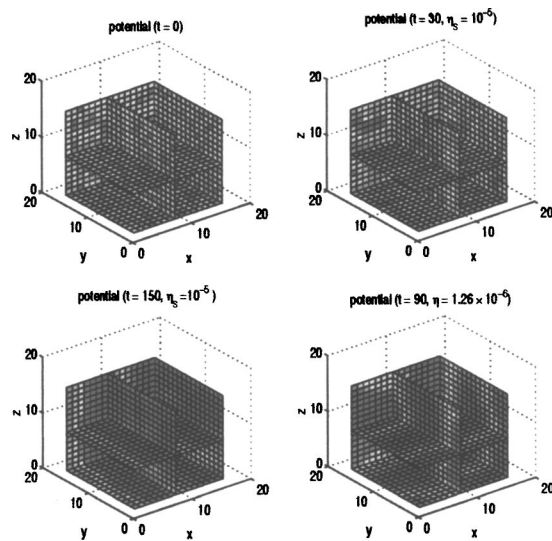 potential (t = 0)
20
10
0
z
20
10
0
y
0
10
20
x
potential (t = 30, ηs = 10⁻⁵)
20
10
0
z
20
10
0
y
0
10
20
x
potential (t = 150, ηs =10⁻⁵ )
20
10
0
z
20
10
0
y
0
10
20
x
potential (t = 90, η = 1.26 × 10⁻⁶)
20
10
0
z
20
10
0
y
0
10
20
x